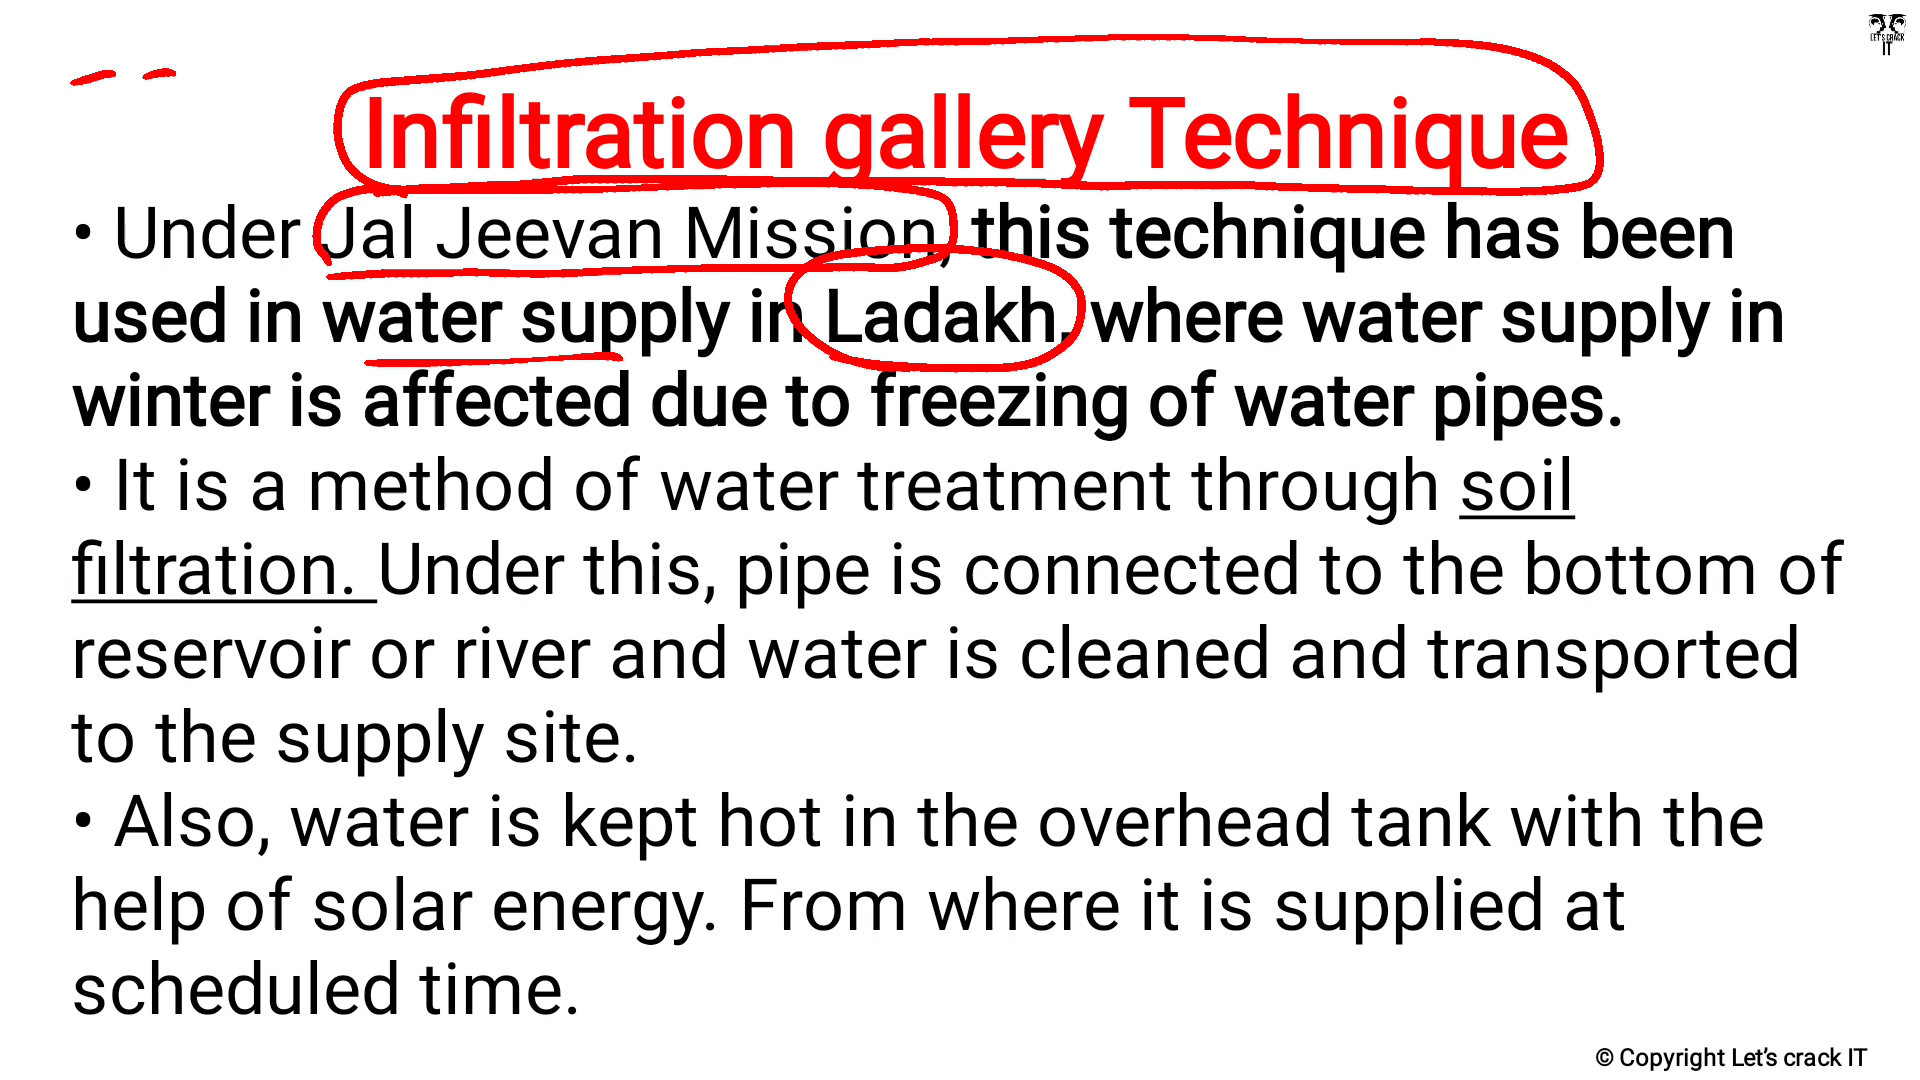 LET'S CRACK
IT
Infiltration gallery Technique
• Under Jal Jeevan Mission, this technique has been
used in water supply in Ladakh, where water supply in
winter is affected due to freezing of water pipes.
• It is a method of water treatment through soil
filtration. Under this, pipe is connected to the bottom of
reservoir or river and water is cleaned and transported
to the supply site.
• Also, water is kept hot in the overhead tank with the
help of solar energy. From where it is supplied at
scheduled time.
© Copyright Let's crack IT